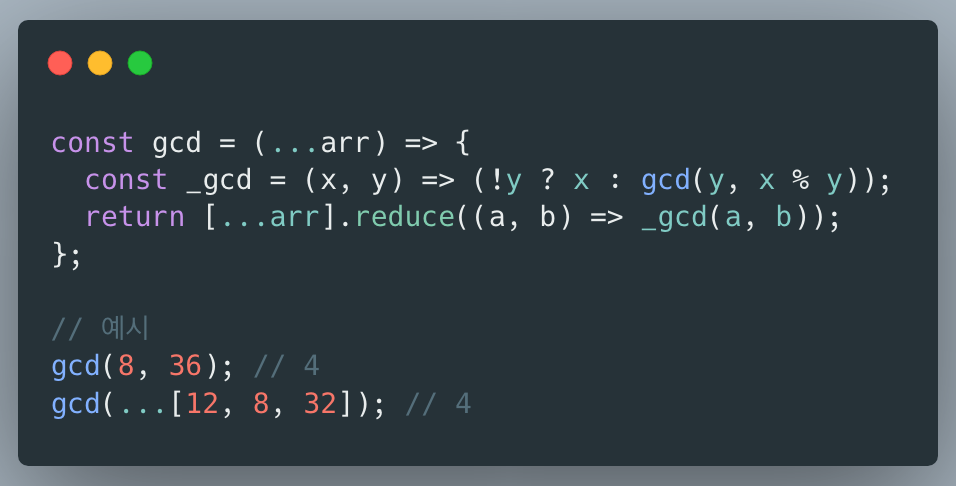 const gcd = (...arr) => {
  const _gcd = (x, y) => (!y ? x : gcd(y, x % y));
  return [...arr].reduce((a, b) => _gcd(a, b));
};

// 예시
gcd(8, 36); // 4
gcd(...[12, 8, 32]); // 4